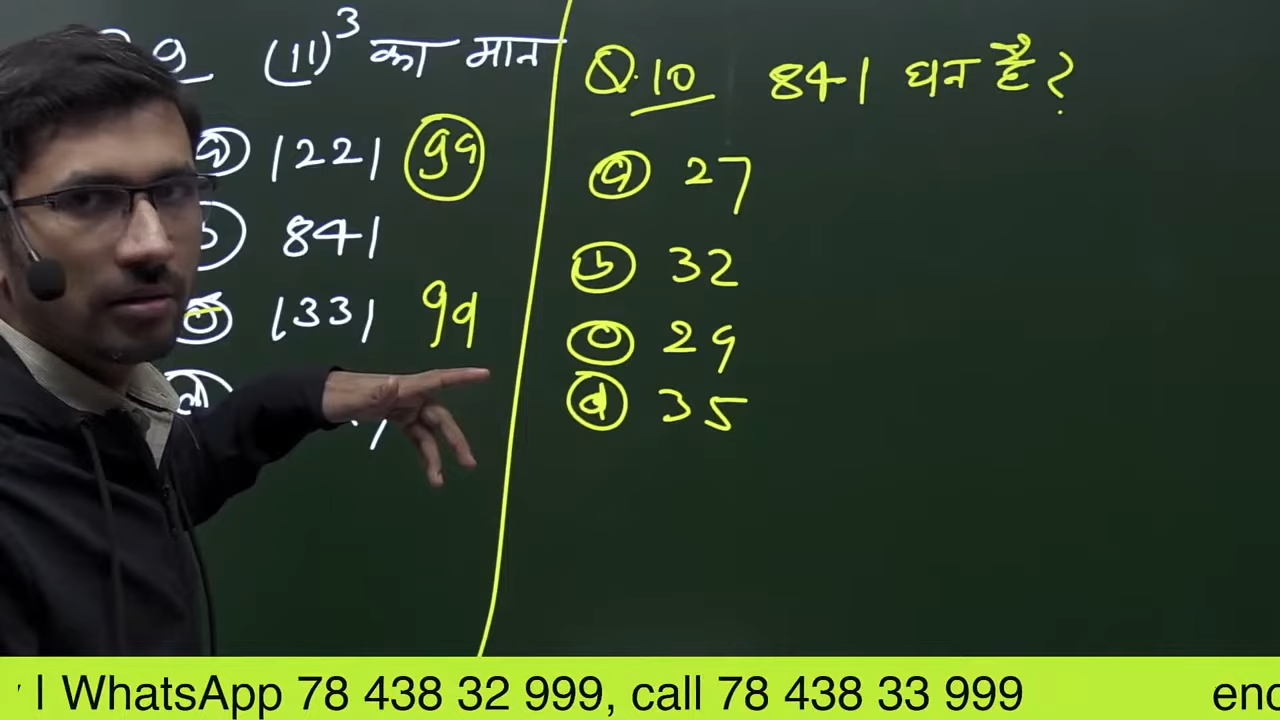 9 (11)³ का मान
1221 99
b 841
c 1331 99
Q.10 841 घन है?
a 27
b 32
c 29
d 35
I WhatsApp 78 438 32 999, call 78 438 33 999